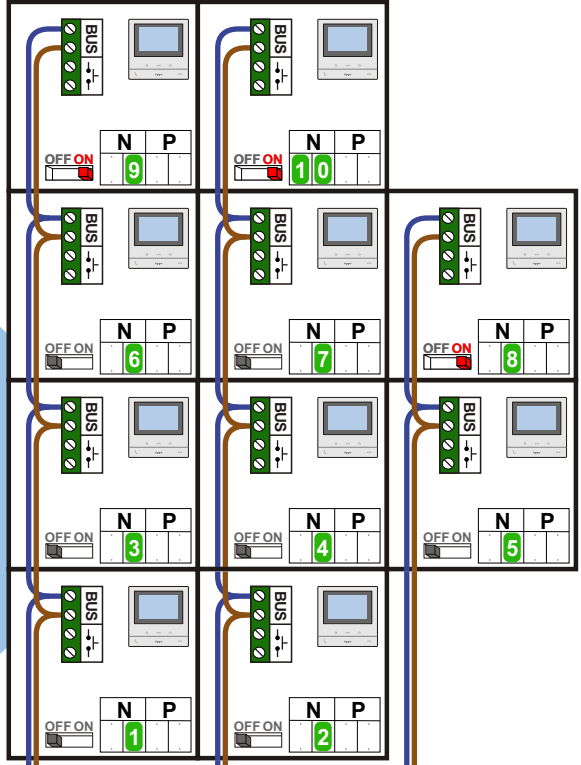 BUS BUS
N P N P
OFF ON 9 OFF ON 1 0
BUS BUS BUS
N P N P N P
OFF ON 6 OFF ON 7 OFF ON 8
BUS BUS BUS
N P N P N P
OFF ON 3 OFF ON 4 OFF ON 5
BUS BUS
N P N P
OFF ON 1 OFF ON 2